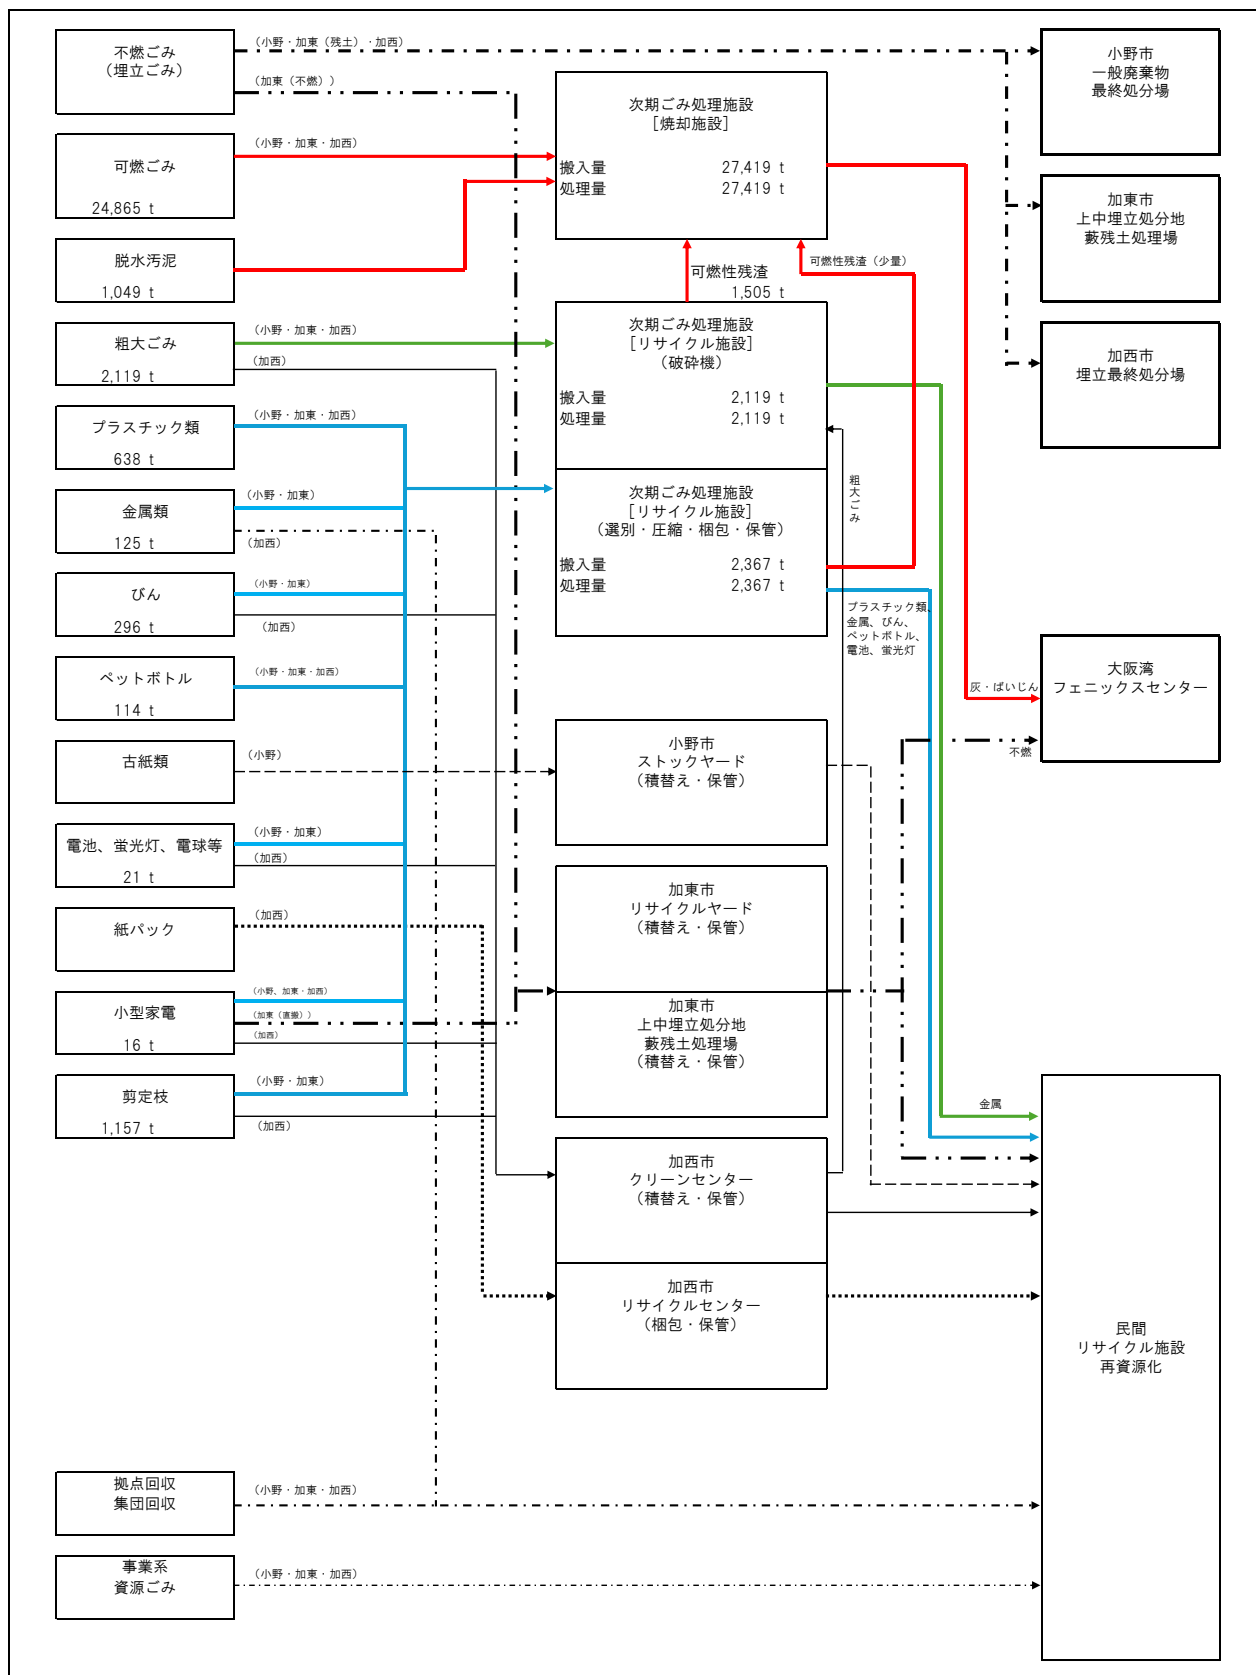 不燃ごみ
（埋立ごみ）
（小野・加東（残土）・加西）
（加東（不燃））
可燃ごみ
24,865 t
（小野・加東・加西）
脱水汚泥
1,049 t
粗大ごみ
2,119 t
（小野・加東・加西）
（加西）
プラスチック類
638 t
（小野・加東・加西）
金属類
125 t
（小野・加東）
（加西）
びん
296 t
（小野・加東）
（加西）
ペットボトル
114 t
（小野・加東・加西）
古紙類
（小野）
電池、蛍光灯、電球等
21 t
（小野・加東）
（加西）
紙パック
（加西）
小型家電
16 t
（小野、加東・加西）
（加東（直搬））
（加西）
剪定枝
1,157 t
（小野・加東）
（加西）
拠点回収
集団回収
（小野・加東・加西）
事業系
資源ごみ
（小野・加東・加西）
次期ごみ処理施設
[焼却施設]
搬入量 27,419 t
処理量 27,419 t
可燃性残渣
1,505 t
可燃性残渣（少量）
次期ごみ処理施設
[リサイクル施設]
（破砕機）
搬入量 2,119 t
処理量 2,119 t
次期ごみ処理施設
[リサイクル施設]
（選別・圧縮・梱包・保管）
搬入量 2,367 t
処理量 2,367 t
粗大ごみ
プラスチック類、
金属、びん、
ペットボトル、
電池、蛍光灯
小野市
ストックヤード
（積替え・保管）
加東市
リサイクルヤード
（積替え・保管）
加東市
上中埋立処分地
藪残土処理場
（積替え・保管）
加西市
クリーンセンター
（積替え・保管）
加西市
リサイクルセンター
（梱包・保管）
小野市
一般廃棄物
最終処分場
加東市
上中埋立処分地
藪残土処理場
加西市
埋立最終処分場
灰・ばいじん
大阪湾
フェニックスセンター
不燃
金属
民間
リサイクル施設
再資源化